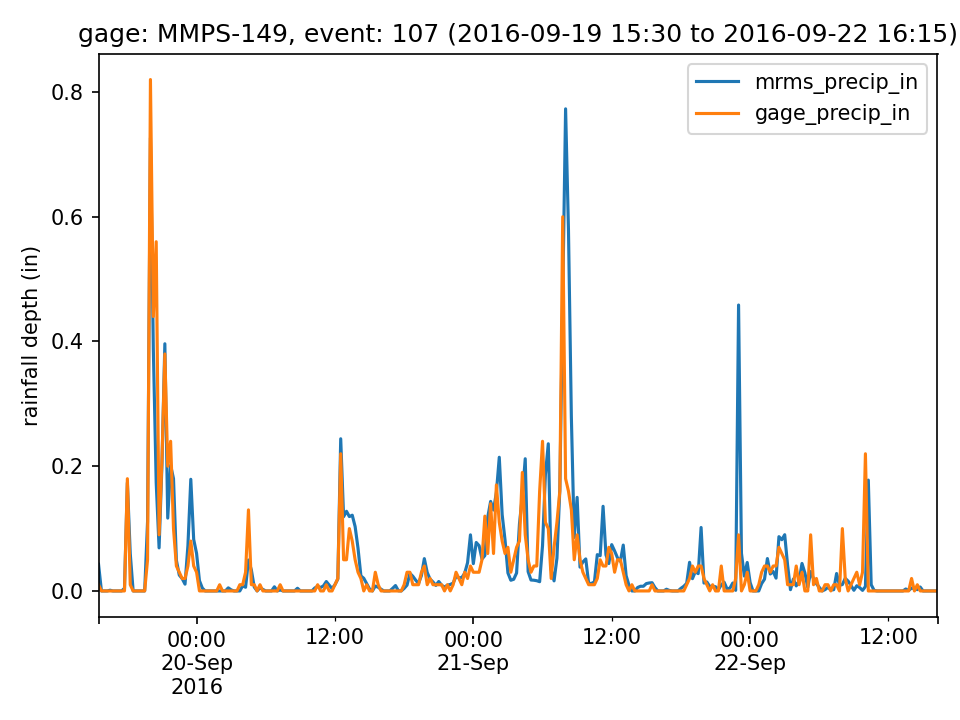 gage: MMPS-149, event: 107 (2016-09-19 15:30 to 2016-09-22 16:15)
mrms_precip_in
gage_precip_in
rainfall depth (in)
0.8
0.6
0.4
0.2
0.0
00:00 12:00 00:00 12:00 00:00 12:00
20-Sep 21-Sep 22-Sep
2016